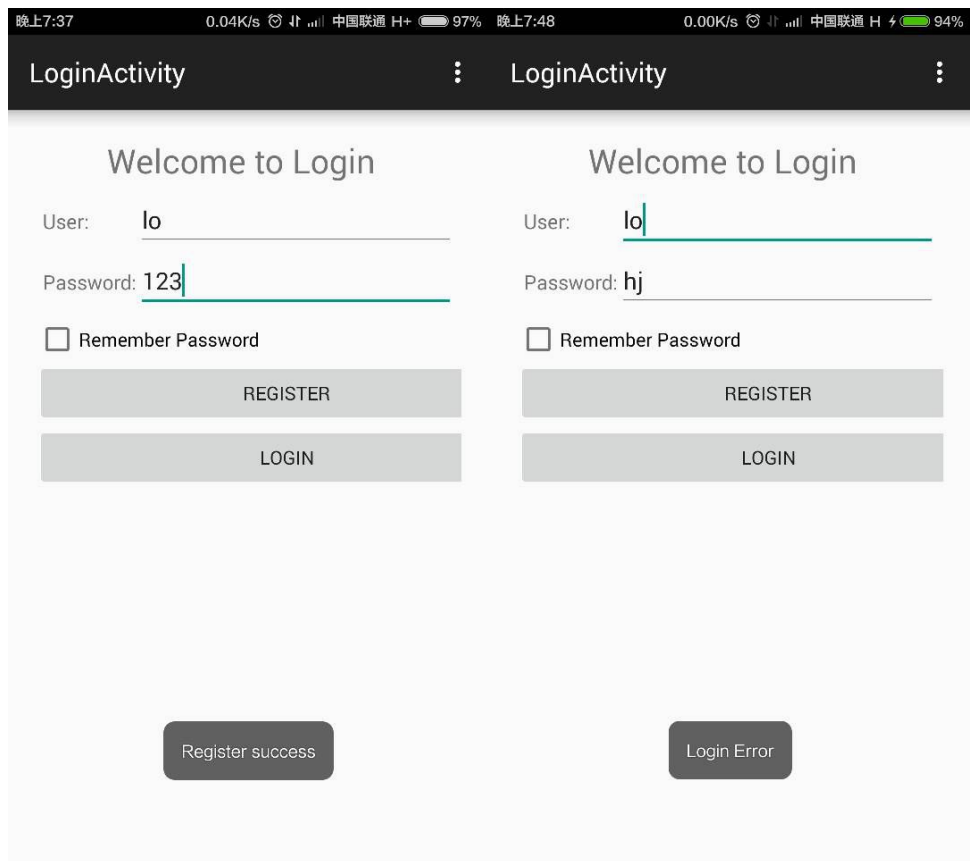 晚上7:37 0.04K/s 中国联通 H+ 97%
LoginActivity
Welcome to Login
User: lo
Password: 123
Remember Password
REGISTER
LOGIN
Register success
晚上7:48 0.00K/s 中国联通 H 94%
LoginActivity
Welcome to Login
User: lo
Password: hj
Remember Password
REGISTER
LOGIN
Login Error